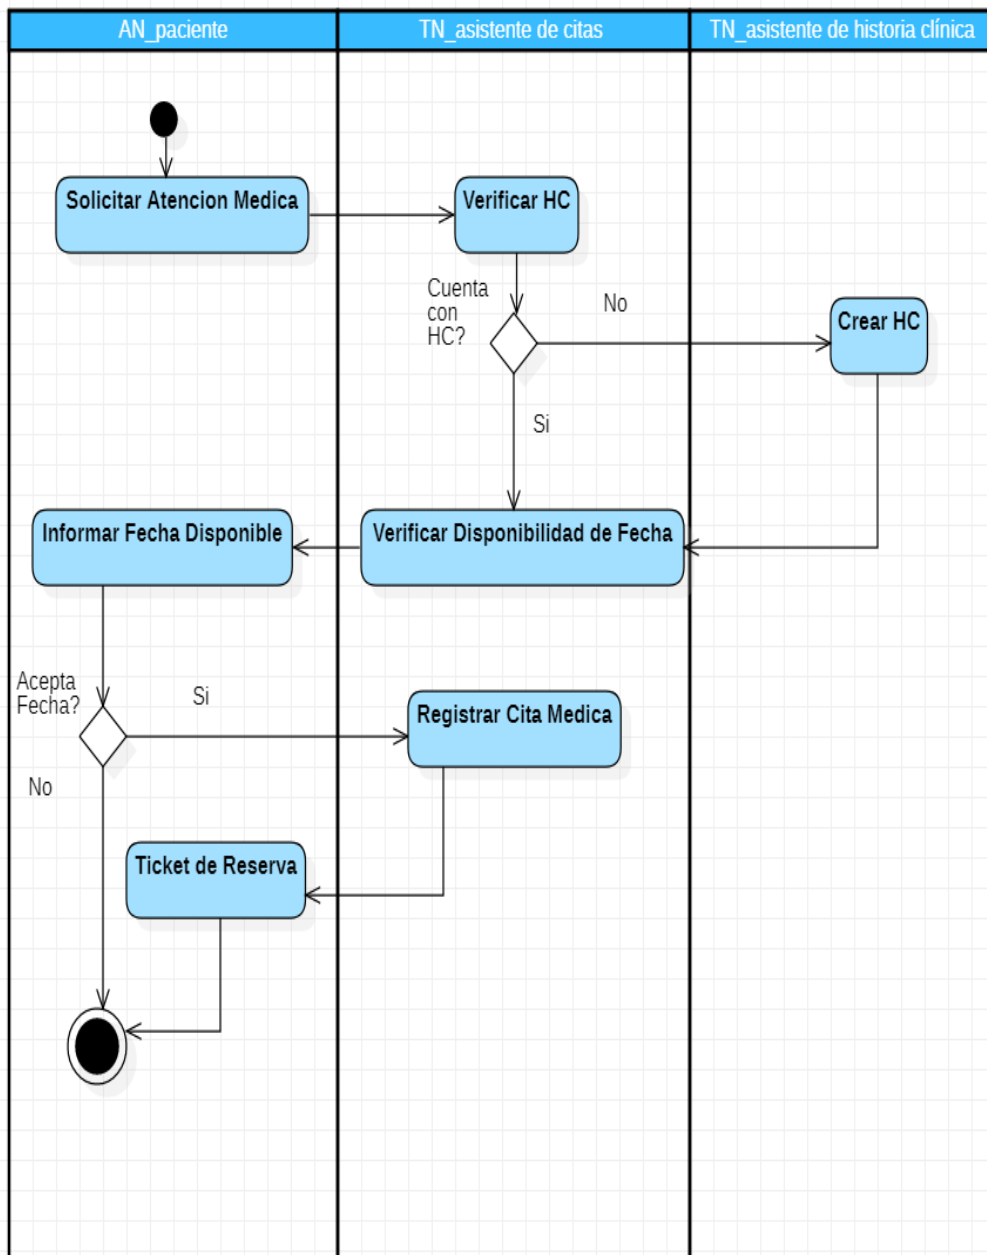 AN_paciente
TN_asistente de citas
TN_asistente de historia clínica
Solicitar Atencion Medica
Verificar HC
Cuenta
con
HC?
No
Crear HC
Si
Informar Fecha Disponible
Verificar Disponibilidad de Fecha
Acepta
Fecha?
Si
Registrar Cita Medica
No
Ticket de Reserva